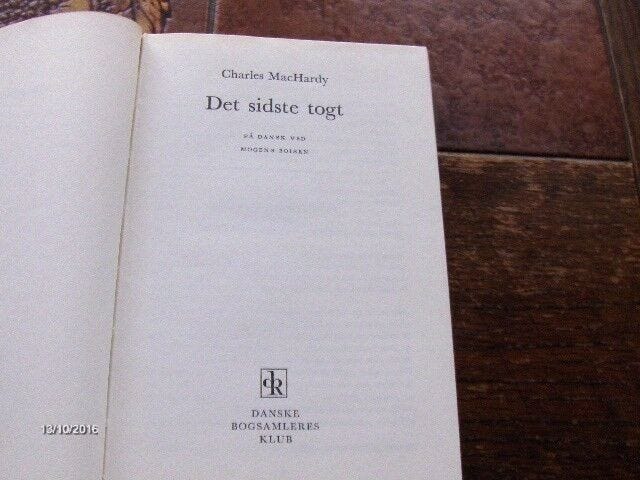 Charles MacHardy
Det sidste togt
PÅ DANSK VED
MOGENS BOISEN
DANSKE
BOGSAMLERES
KLUB
13/10/2016